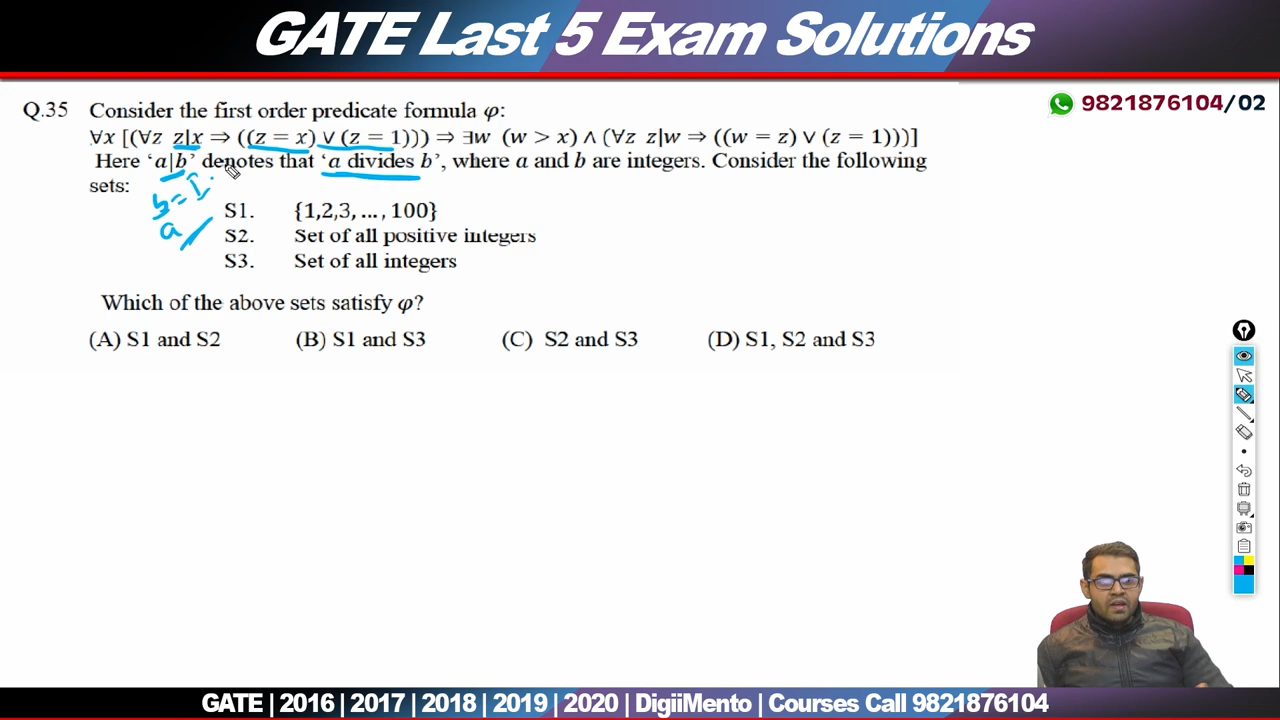 GATE Last 5 Exam Solutions
9821876104/02
Q.35 Consider the first order predicate formula φ:
∀x [(∀z z|x ⇒ ((z = x) ∨ (z = 1))) ⇒ ∃w (w > x) ∧ (∀z z|w ⇒ ((w = z) ∨ (z = 1)))]
Here ‘a|b’ denotes that ‘a divides b’, where a and b are integers. Consider the following
sets:
b = I.
a /
S1. {1,2,3, ..., 100}
S2. Set of all positive integers
S3. Set of all integers
Which of the above sets satisfy φ?
(A) S1 and S2 (B) S1 and S3 (C) S2 and S3 (D) S1, S2 and S3
GATE | 2016 | 2017 | 2018 | 2019 | 2020 | DigiiMento | Courses Call 9821876104